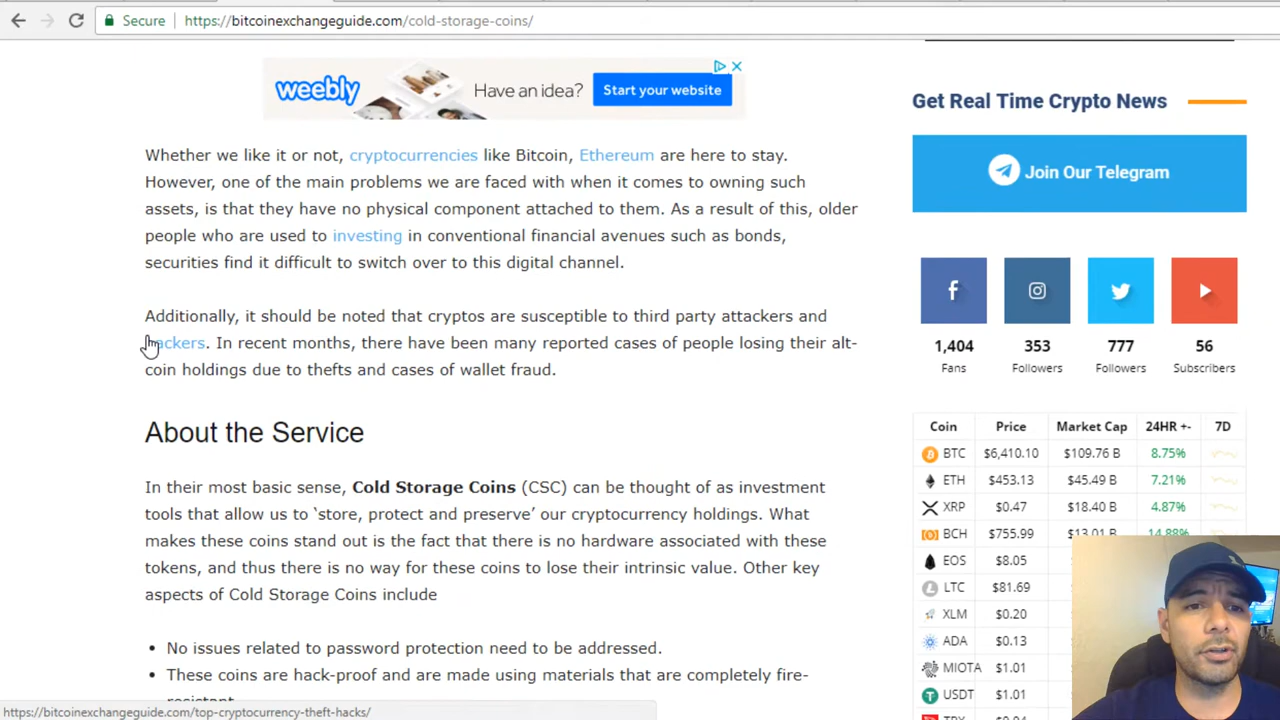 Secure
https://bitcoinexchangeguide.com/cold-storage-coins/
weebly
Have an idea?
Start your website
Whether we like it or not, cryptocurrencies like Bitcoin, Ethereum are here to stay.
However, one of the main problems we are faced with when it comes to owning such
assets, is that they have no physical component attached to them. As a result of this, older
people who are used to investing in conventional financial avenues such as bonds,
securities find it difficult to switch over to this digital channel.
Additionally, it should be noted that cryptos are susceptible to third party attackers and
hackers. In recent months, there have been many reported cases of people losing their alt-
coin holdings due to thefts and cases of wallet fraud.
About the Service
In their most basic sense, Cold Storage Coins (CSC) can be thought of as investment
tools that allow us to ‘store, protect and preserve’ our cryptocurrency holdings. What
makes these coins stand out is the fact that there is no hardware associated with these
tokens, and thus there is no way for these coins to lose their intrinsic value. Other key
aspects of Cold Storage Coins include
• No issues related to password protection need to be addressed.
• These coins are hack-proof and are made using materials that are completely fire-
resistant
https://bitcoinexchangeguide.com/top-cryptocurrency-theft-hacks/
Get Real Time Crypto News
Join Our Telegram
1,404 353 777 56
Fans Followers Followers Subscribers
Coin Price Market Cap 24HR +- 7D
BTC $6,410.10 $109.76 B 8.75%
ETH $453.13 $45.49 B 7.21%
XRP $0.47 $18.40 B 4.87%
BCH $755.99 $13.01 B 14.88%
EOS $8.05
LTC $81.69
XLM $0.20
ADA $0.13
MIOTA $1.01
USDT $1.01